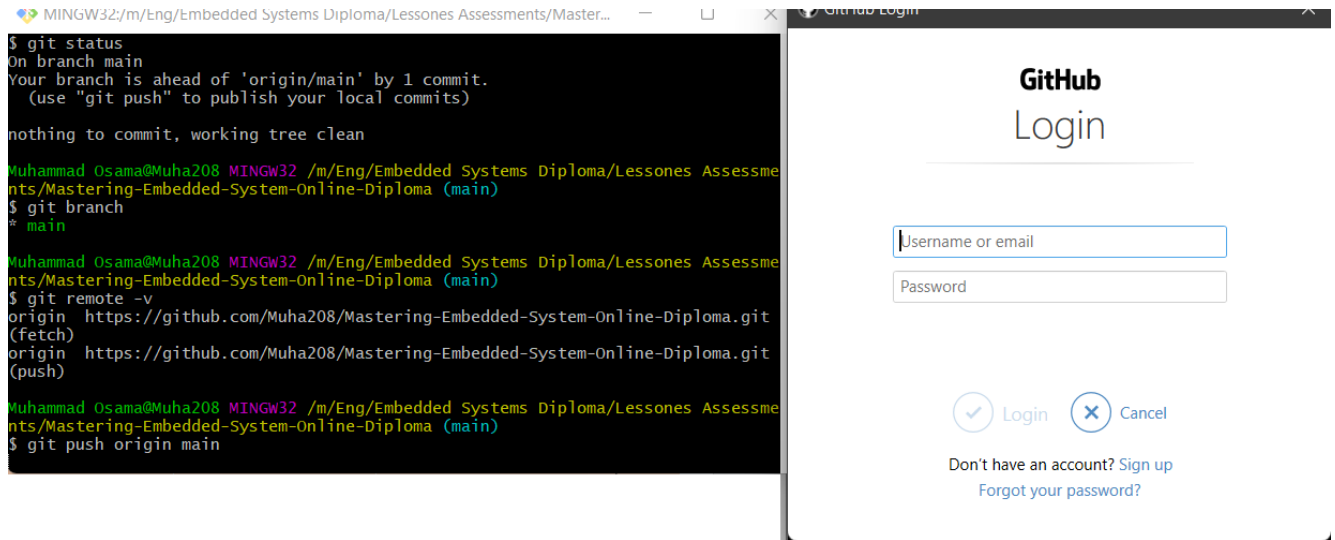 MINGW32:/m/Eng/Embedded Systems Diploma/Lessones Assessments/Master...
$ git status
On branch main
Your branch is ahead of 'origin/main' by 1 commit.
  (use "git push" to publish your local commits)
nothing to commit, working tree clean
Muhammad Osama@Muha208 MINGW32 /m/Eng/Embedded Systems Diploma/Lessones Assessme
nts/Mastering-Embedded-System-Online-Diploma (main)
$ git branch
* main
Muhammad Osama@Muha208 MINGW32 /m/Eng/Embedded Systems Diploma/Lessones Assessme
nts/Mastering-Embedded-System-Online-Diploma (main)
$ git remote -v
origin  https://github.com/Muha208/Mastering-Embedded-System-Online-Diploma.git
(fetch)
origin  https://github.com/Muha208/Mastering-Embedded-System-Online-Diploma.git
(push)
Muhammad Osama@Muha208 MINGW32 /m/Eng/Embedded Systems Diploma/Lessones Assessme
nts/Mastering-Embedded-System-Online-Diploma (main)
$ git push origin main
GitHub Login
GitHub
Login
Username or email
Password
Login
Cancel
Don't have an account? Sign up
Forgot your password?